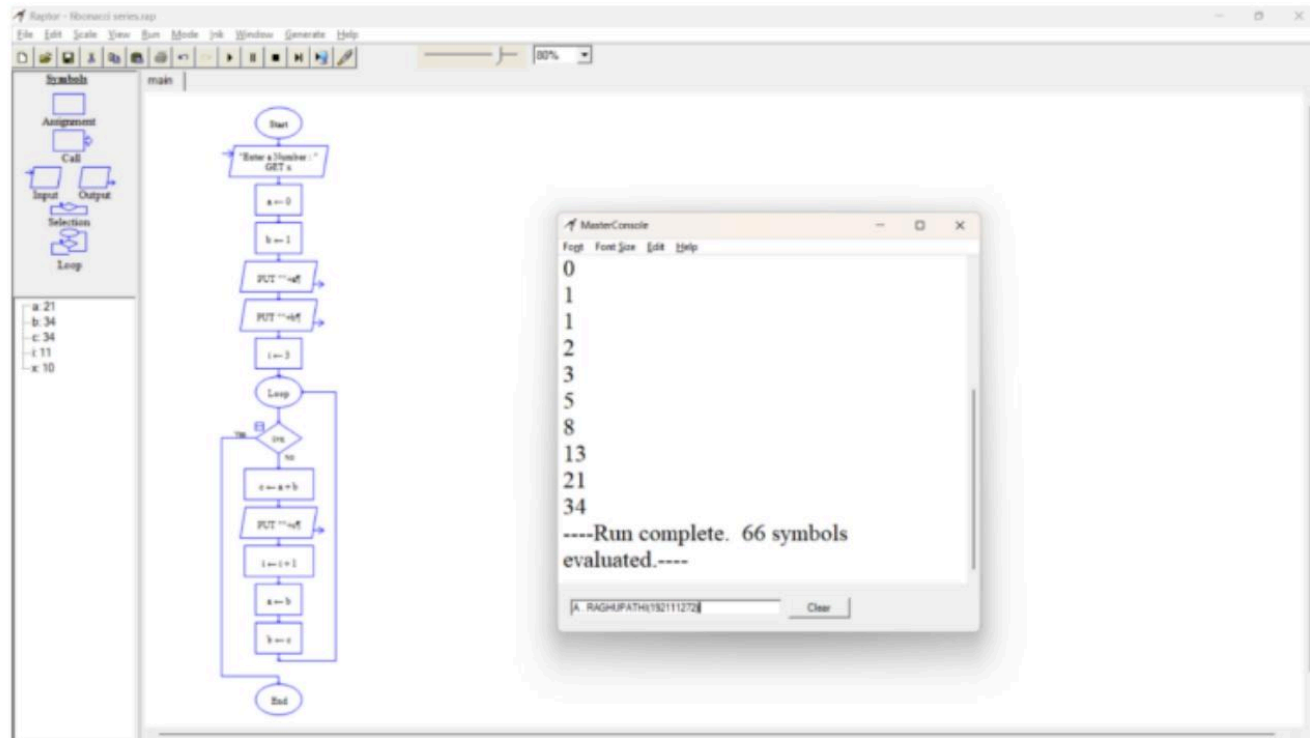 Raptor - fibonacci series.rap
File Edit Scale View Run Mode Ink Window Generate Help
80%
Symbols
Assignment
Call
Input Output
Selection
Loop
a: 21
b: 34
c: 34
i: 11
x: 10
main
Start
"Enter a Number : "
GET x
a ← 0
b ← 1
PUT ""+a¶
PUT ""+b¶
i ← 3
Loop
Yes
i>x
No
c ← a + b
PUT ""+c¶
i ← i + 1
a ← b
b ← c
End
MasterConsole
Font Font Size Edit Help
0
1
1
2
3
5
8
13
21
34
----Run complete. 66 symbols
evaluated.----
A . RAGHUPATHI(192111272)
Clear